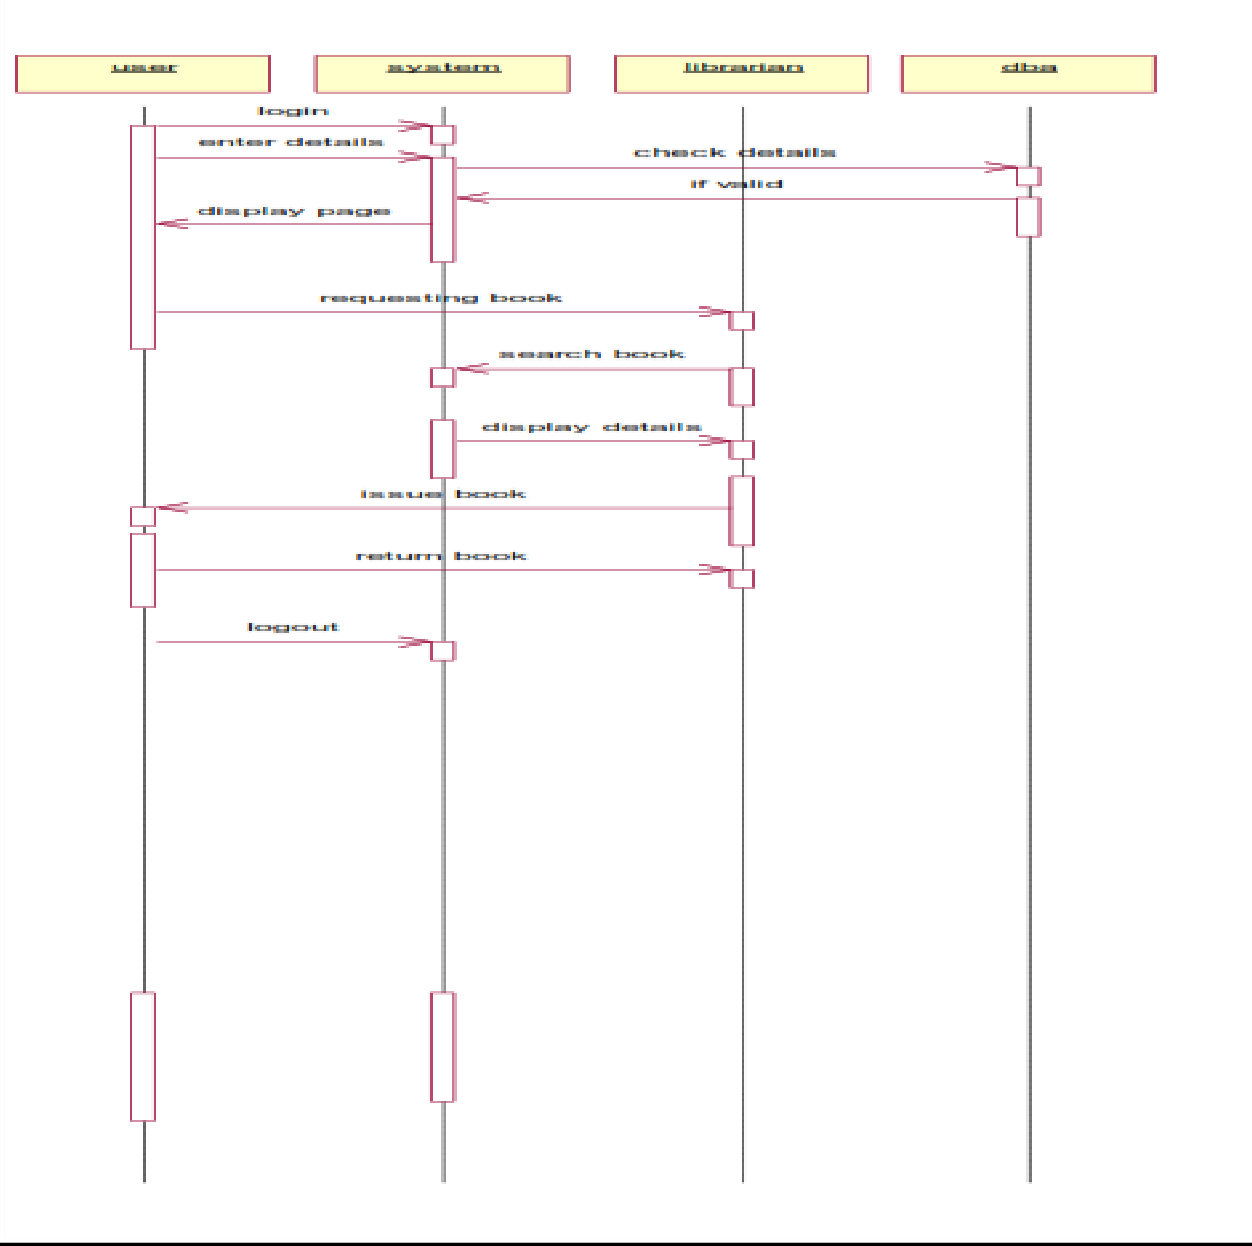 user system librarian dba
login
enter details
check details
if valid
display page
requesting book
search book
display details
issue book
return book
logout